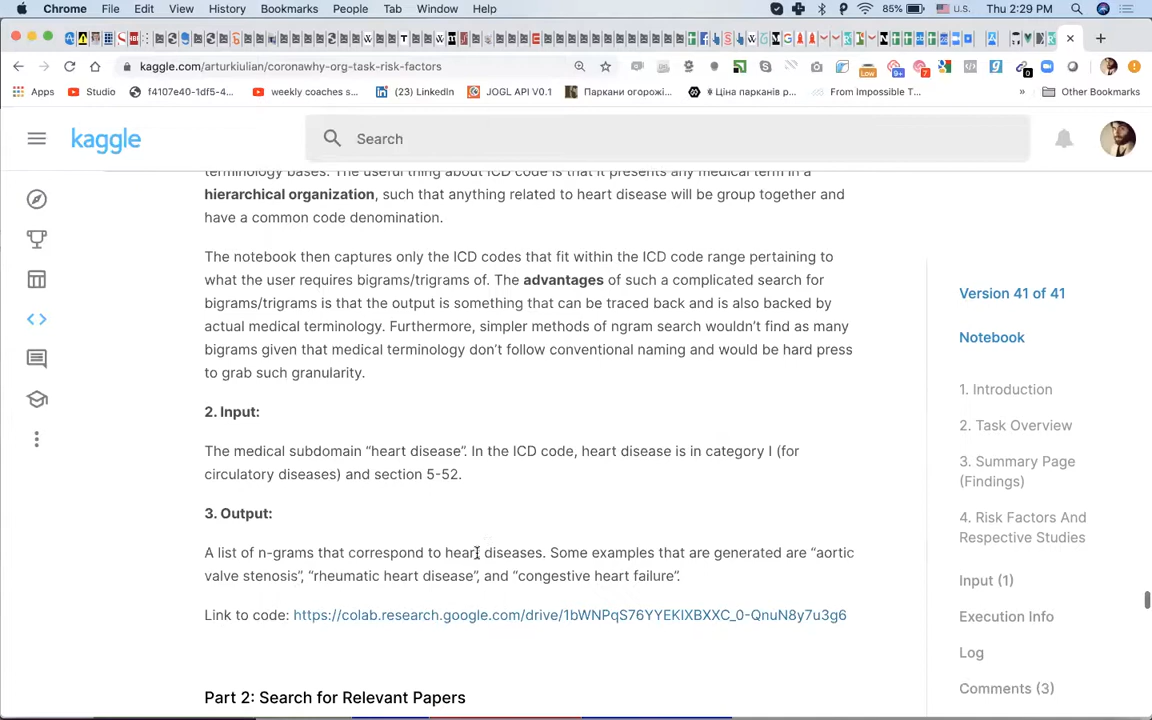 Chrome File Edit View History Bookmarks People Tab Window Help 85% U.S. Thu 2:29 PM
kaggle.com/arturkiulian/coronawhy-org-task-risk-factors
Apps Studio f4107e40-1df5-4... weekly coaches s... (23) LinkedIn JOGL API V0.1 Паркани огорожі... Ціна парканів р... From Impossible T... » Other Bookmarks
kaggle Search
terminology bases. The useful thing about ICD code is that it presents any medical term in a
hierarchical organization, such that anything related to heart disease will be group together and
have a common code denomination.
The notebook then captures only the ICD codes that fit within the ICD code range pertaining to
what the user requires bigrams/trigrams of. The advantages of such a complicated search for
bigrams/trigrams is that the output is something that can be traced back and is also backed by
actual medical terminology. Furthermore, simpler methods of ngram search wouldn't find as many
bigrams given that medical terminology don't follow conventional naming and would be hard press
to grab such granularity.
2. Input:
The medical subdomain “heart disease”. In the ICD code, heart disease is in category I (for
circulatory diseases) and section 5-52.
3. Output:
A list of n-grams that correspond to heart diseases. Some examples that are generated are “aortic
valve stenosis”, “rheumatic heart disease”, and “congestive heart failure”.
Link to code: https://colab.research.google.com/drive/1bWNPqS76YYEKIXBXXC_0-QnuN8y7u3g6
Part 2: Search for Relevant Papers
Version 41 of 41
Notebook
1. Introduction
2. Task Overview
3. Summary Page
(Findings)
4. Risk Factors And
Respective Studies
Input (1)
Execution Info
Log
Comments (3)